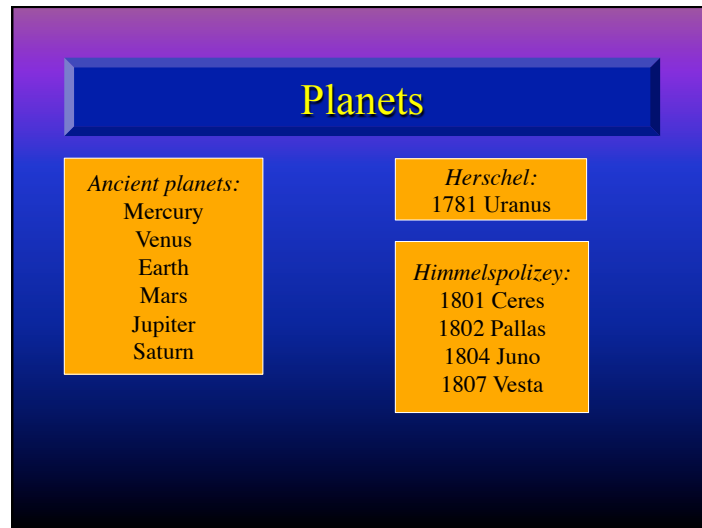 Planets
Ancient planets:
Mercury
Venus
Earth
Mars
Jupiter
Saturn
Herschel:
1781 Uranus
Himmelspolizey:
1801 Ceres
1802 Pallas
1804 Juno
1807 Vesta